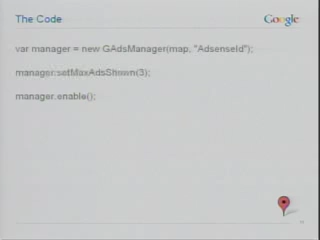 The Code
Google
var manager = new GAdsManager(map, "AdsenseId");
manager.setMaxAdsShown(3);
manager.enable();